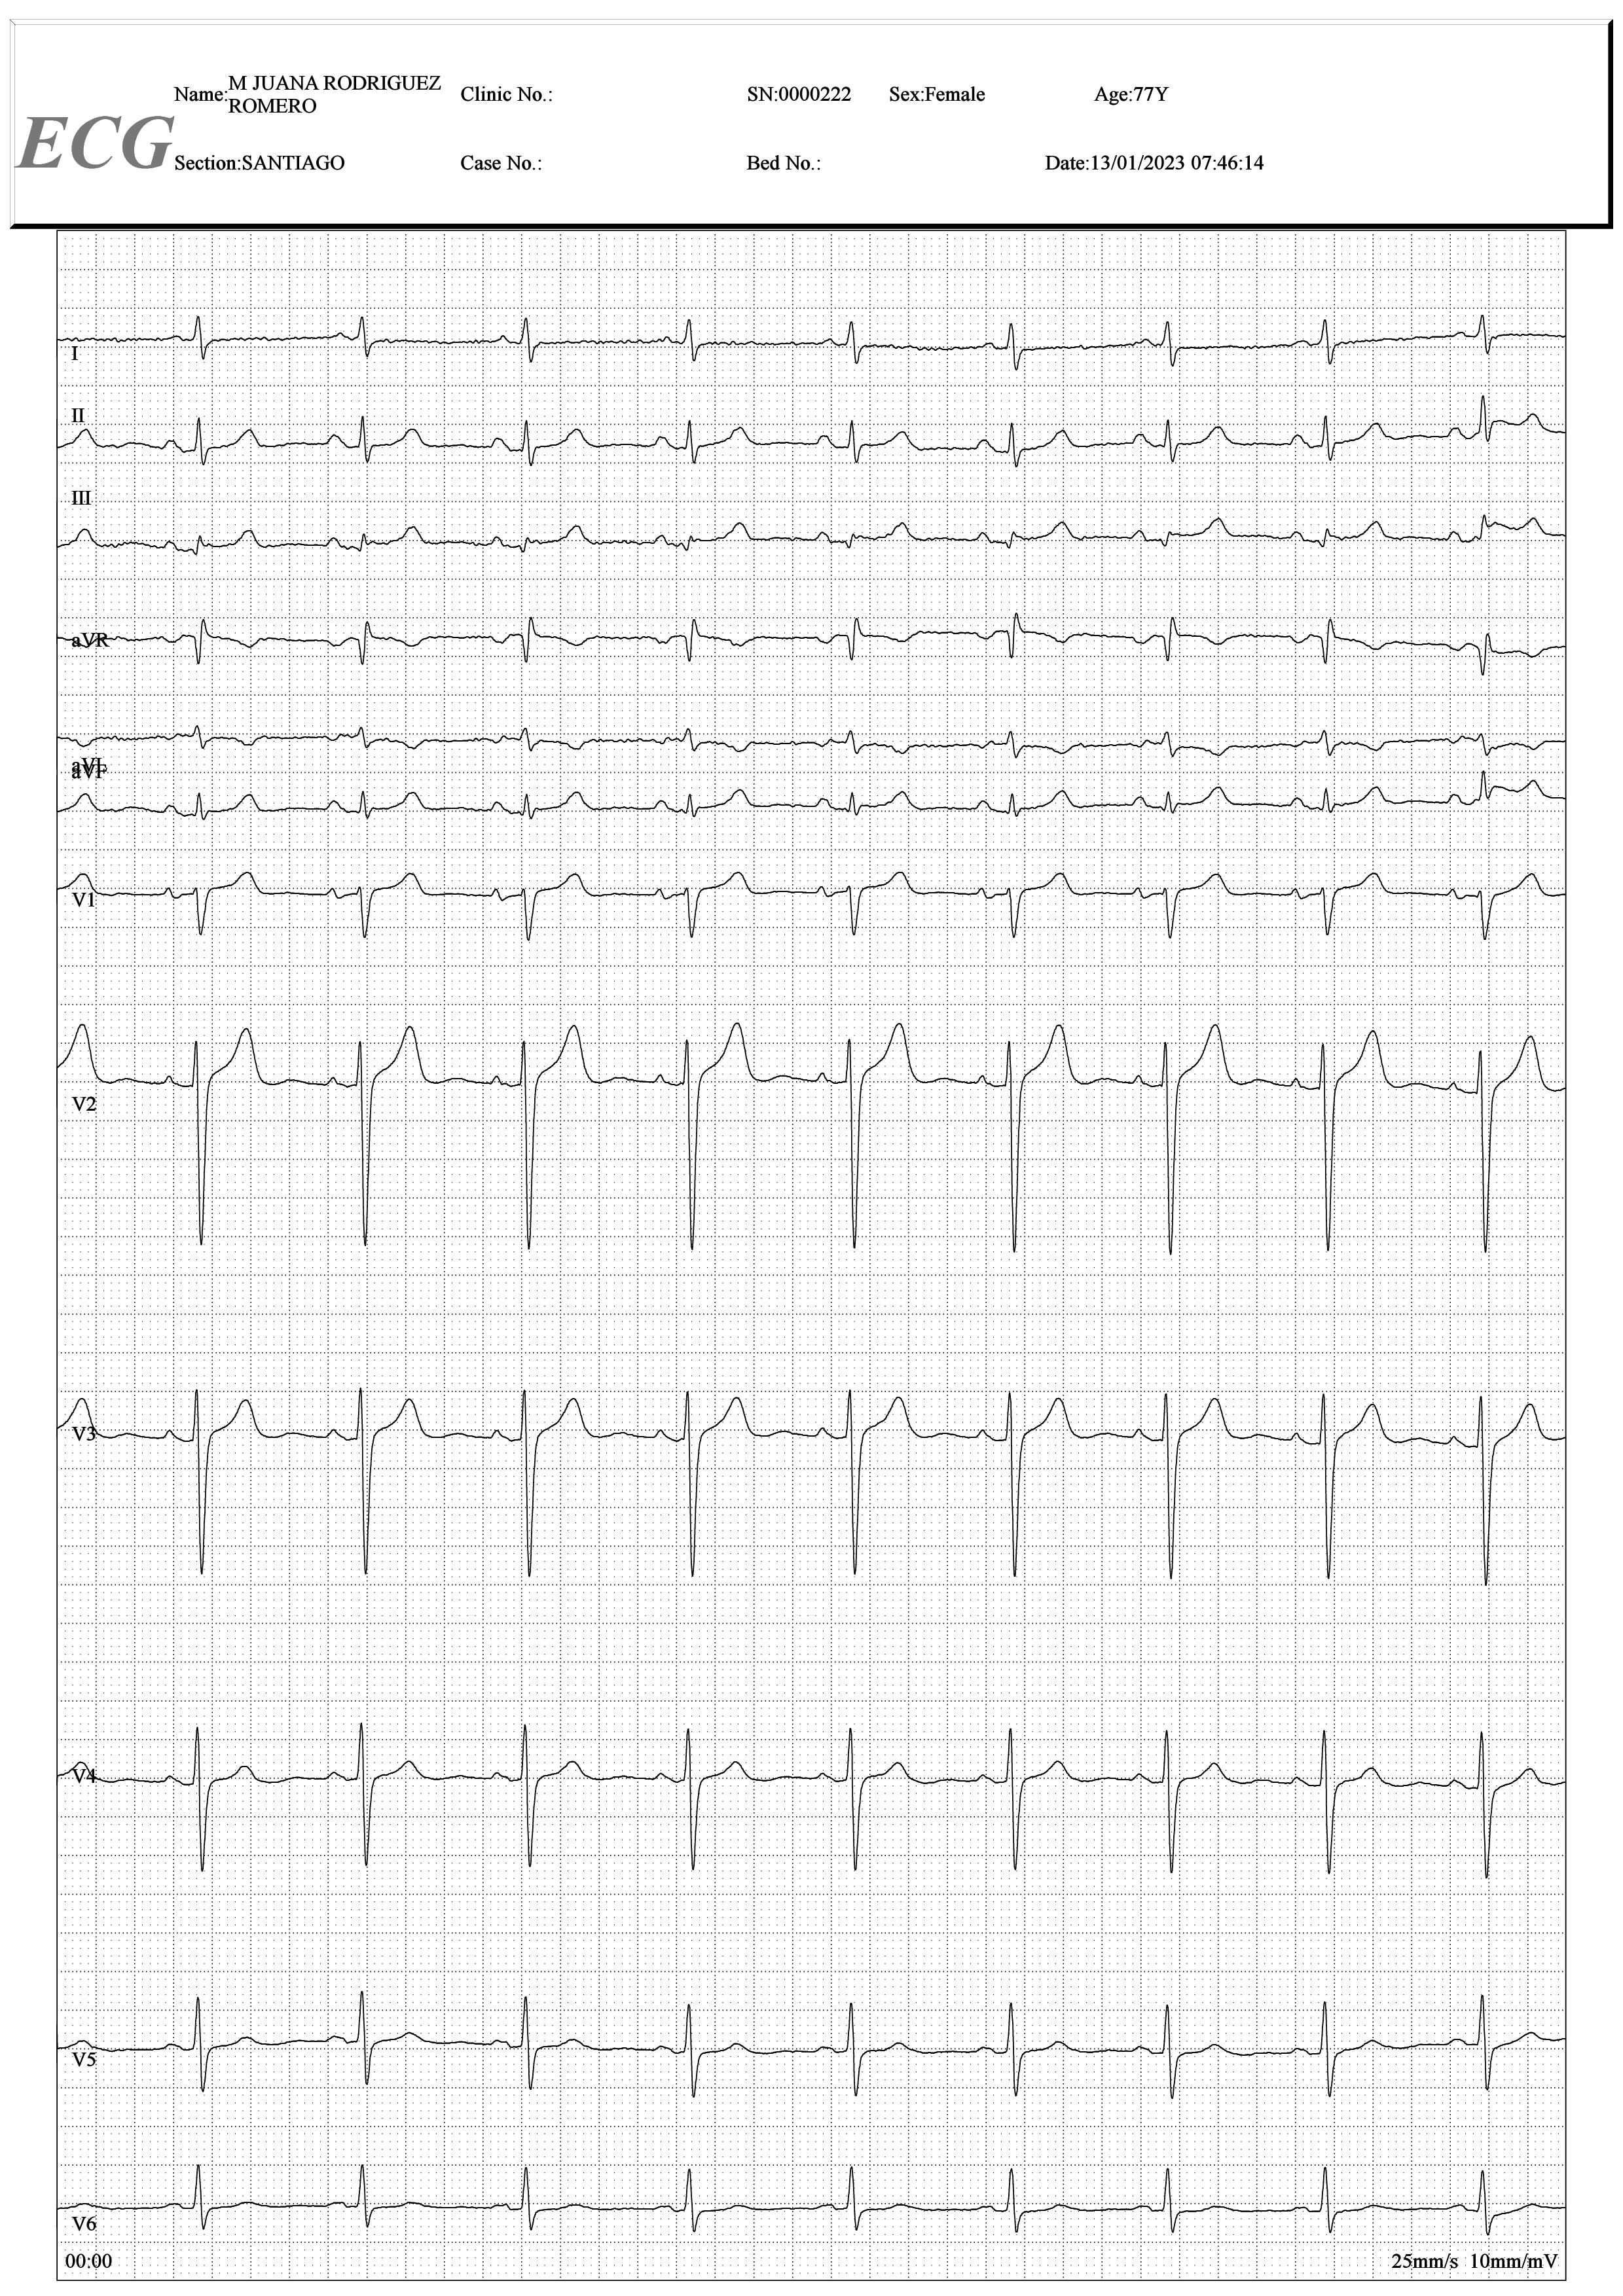 ECG
Name:M JUANA RODRIGUEZ ROMERO Clinic No.: SN:0000222 Sex:Female Age:77Y
Section:SANTIAGO Case No.: Bed No.: Date:13/01/2023 07:46:14
I
II
III
aVR
aVL
aVF
V1
V2
V3
V4
V5
V6
00:00 25mm/s 10mm/mV